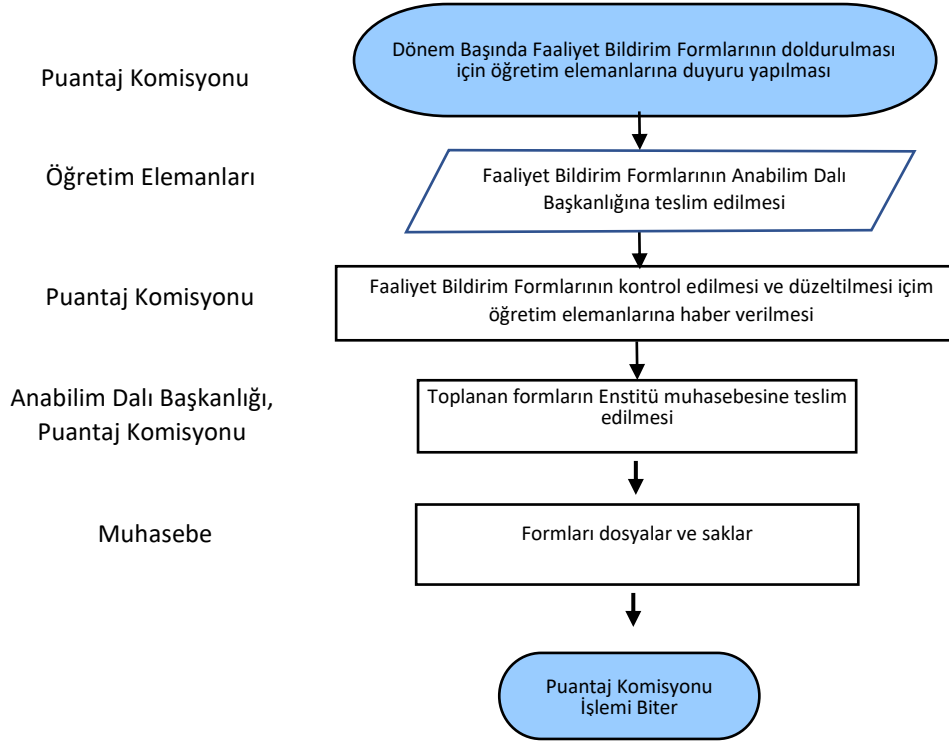 Dönem Başında Faaliyet Bildirim Formlarının doldurulması
için öğretim elemanlarına duyuru yapılması
Puantaj Komisyonu
Öğretim Elemanları
Faaliyet Bildirim Formlarının Anabilim Dalı
Başkanlığına teslim edilmesi
Puantaj Komisyonu
Faaliyet Bildirim Formlarının kontrol edilmesi ve düzeltilmesi içim
öğretim elemanlarına haber verilmesi
Anabilim Dalı Başkanlığı,
Puantaj Komisyonu
Toplanan formların Enstitü muhasebesine teslim
edilmesi
Muhasebe
Formları dosyalar ve saklar
Puantaj Komisyonu
İşlemi Biter